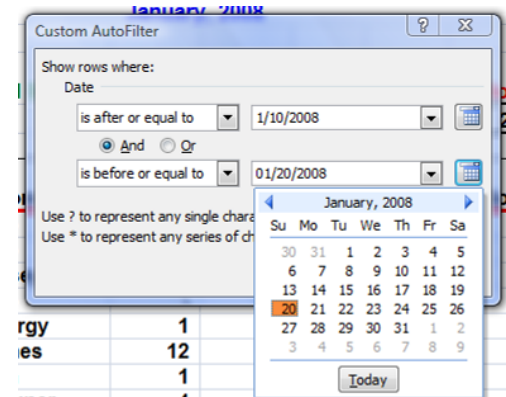 January, 2008
Custom AutoFilter
Show rows where:
Date
is after or equal to 1/10/2008
And Or
is before or equal to 01/20/2008
January, 2008
Use ? to represent any single
Use * to represent any series of
Su Mo Tu We Th Fr Sa
30 31 1 2 3 4 5
6 7 8 9 10 11 12
13 14 15 16 17 18 19
20 21 22 23 24 25 26
27 28 29 30 31 1 2
3 4 5 6 7 8 9
Today
rgy 1
es 12
1